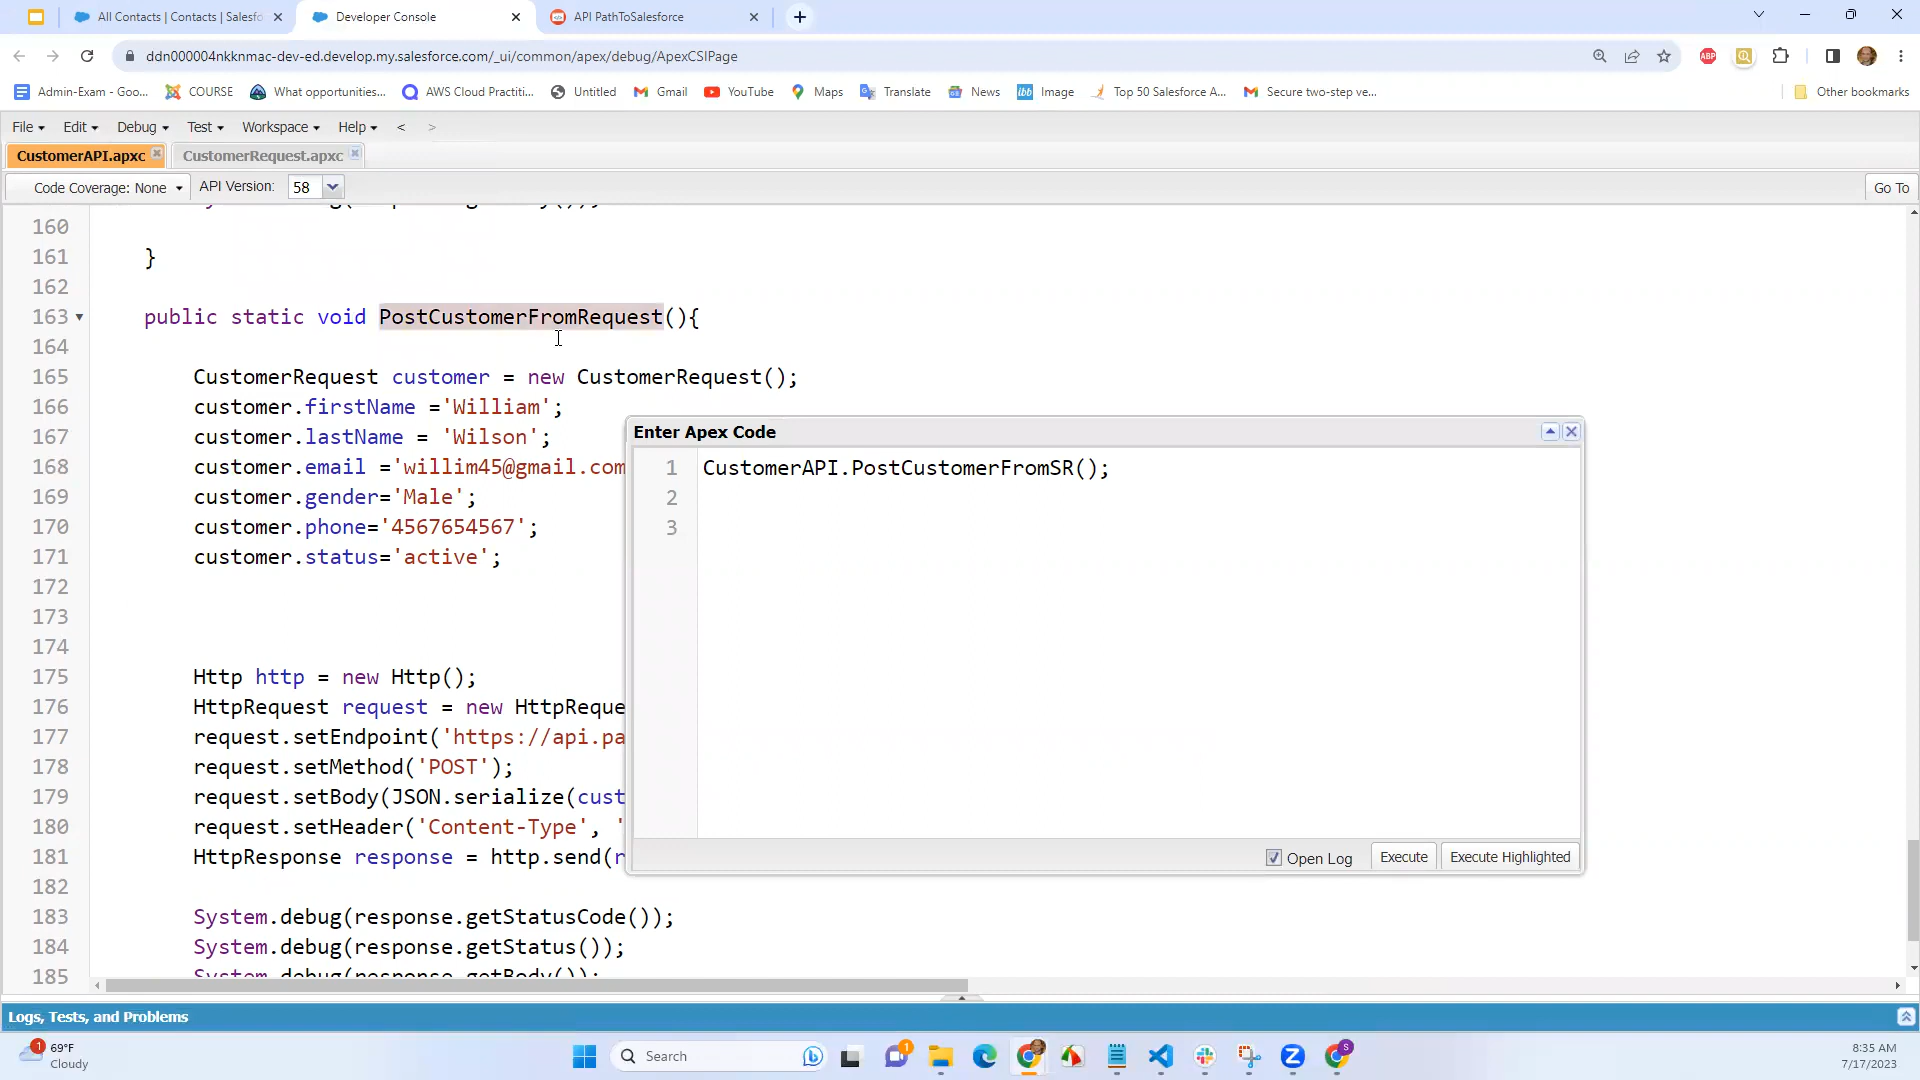 All Contacts | Contacts | Salesfo
Developer Console
API PathToSalesforce
ddn000004nkknmac-dev-ed.develop.my.salesforce.com/_ui/common/apex/debug/ApexCSIPage
ABP
Admin-Exam - Goo...
COURSE
What opportunities...
AWS Cloud Practiti...
Untitled
Gmail
YouTube
Maps
Translate
News
ibb
Image
Top 50 Salesforce A...
Secure two-step ve...
Other bookmarks
File
Edit
Debug
Test
Workspace
Help
<
>
CustomerAPI.apxc
CustomerRequest.apxc
Code Coverage: None
API Version:
58
Go To
160
161 }
162
163 public static void PostCustomerFromRequest(){
164
165 CustomerRequest customer = new CustomerRequest();
166 customer.firstName ='William';
167 customer.lastName = 'Wilson';
168 customer.email ='willim45@gmail.com
169 customer.gender='Male';
170 customer.phone='4567654567';
171 customer.status='active';
172
173
174
175 Http http = new Http();
176 HttpRequest request = new HttpReque
177 request.setEndpoint('https://api.pa
178 request.setMethod('POST');
179 request.setBody(JSON.serialize(cust
180 request.setHeader('Content-Type', '
181 HttpResponse response = http.send(r
182
183 System.debug(response.getStatusCode());
184 System.debug(response.getStatus());
185 System.debug(response.getBody());
Enter Apex Code
1 CustomerAPI.PostCustomerFromSR();
2
3
Open Log
Execute
Execute Highlighted
Logs, Tests, and Problems
1
69°F
Cloudy
Search
1
S
8:35 AM
7/17/2023